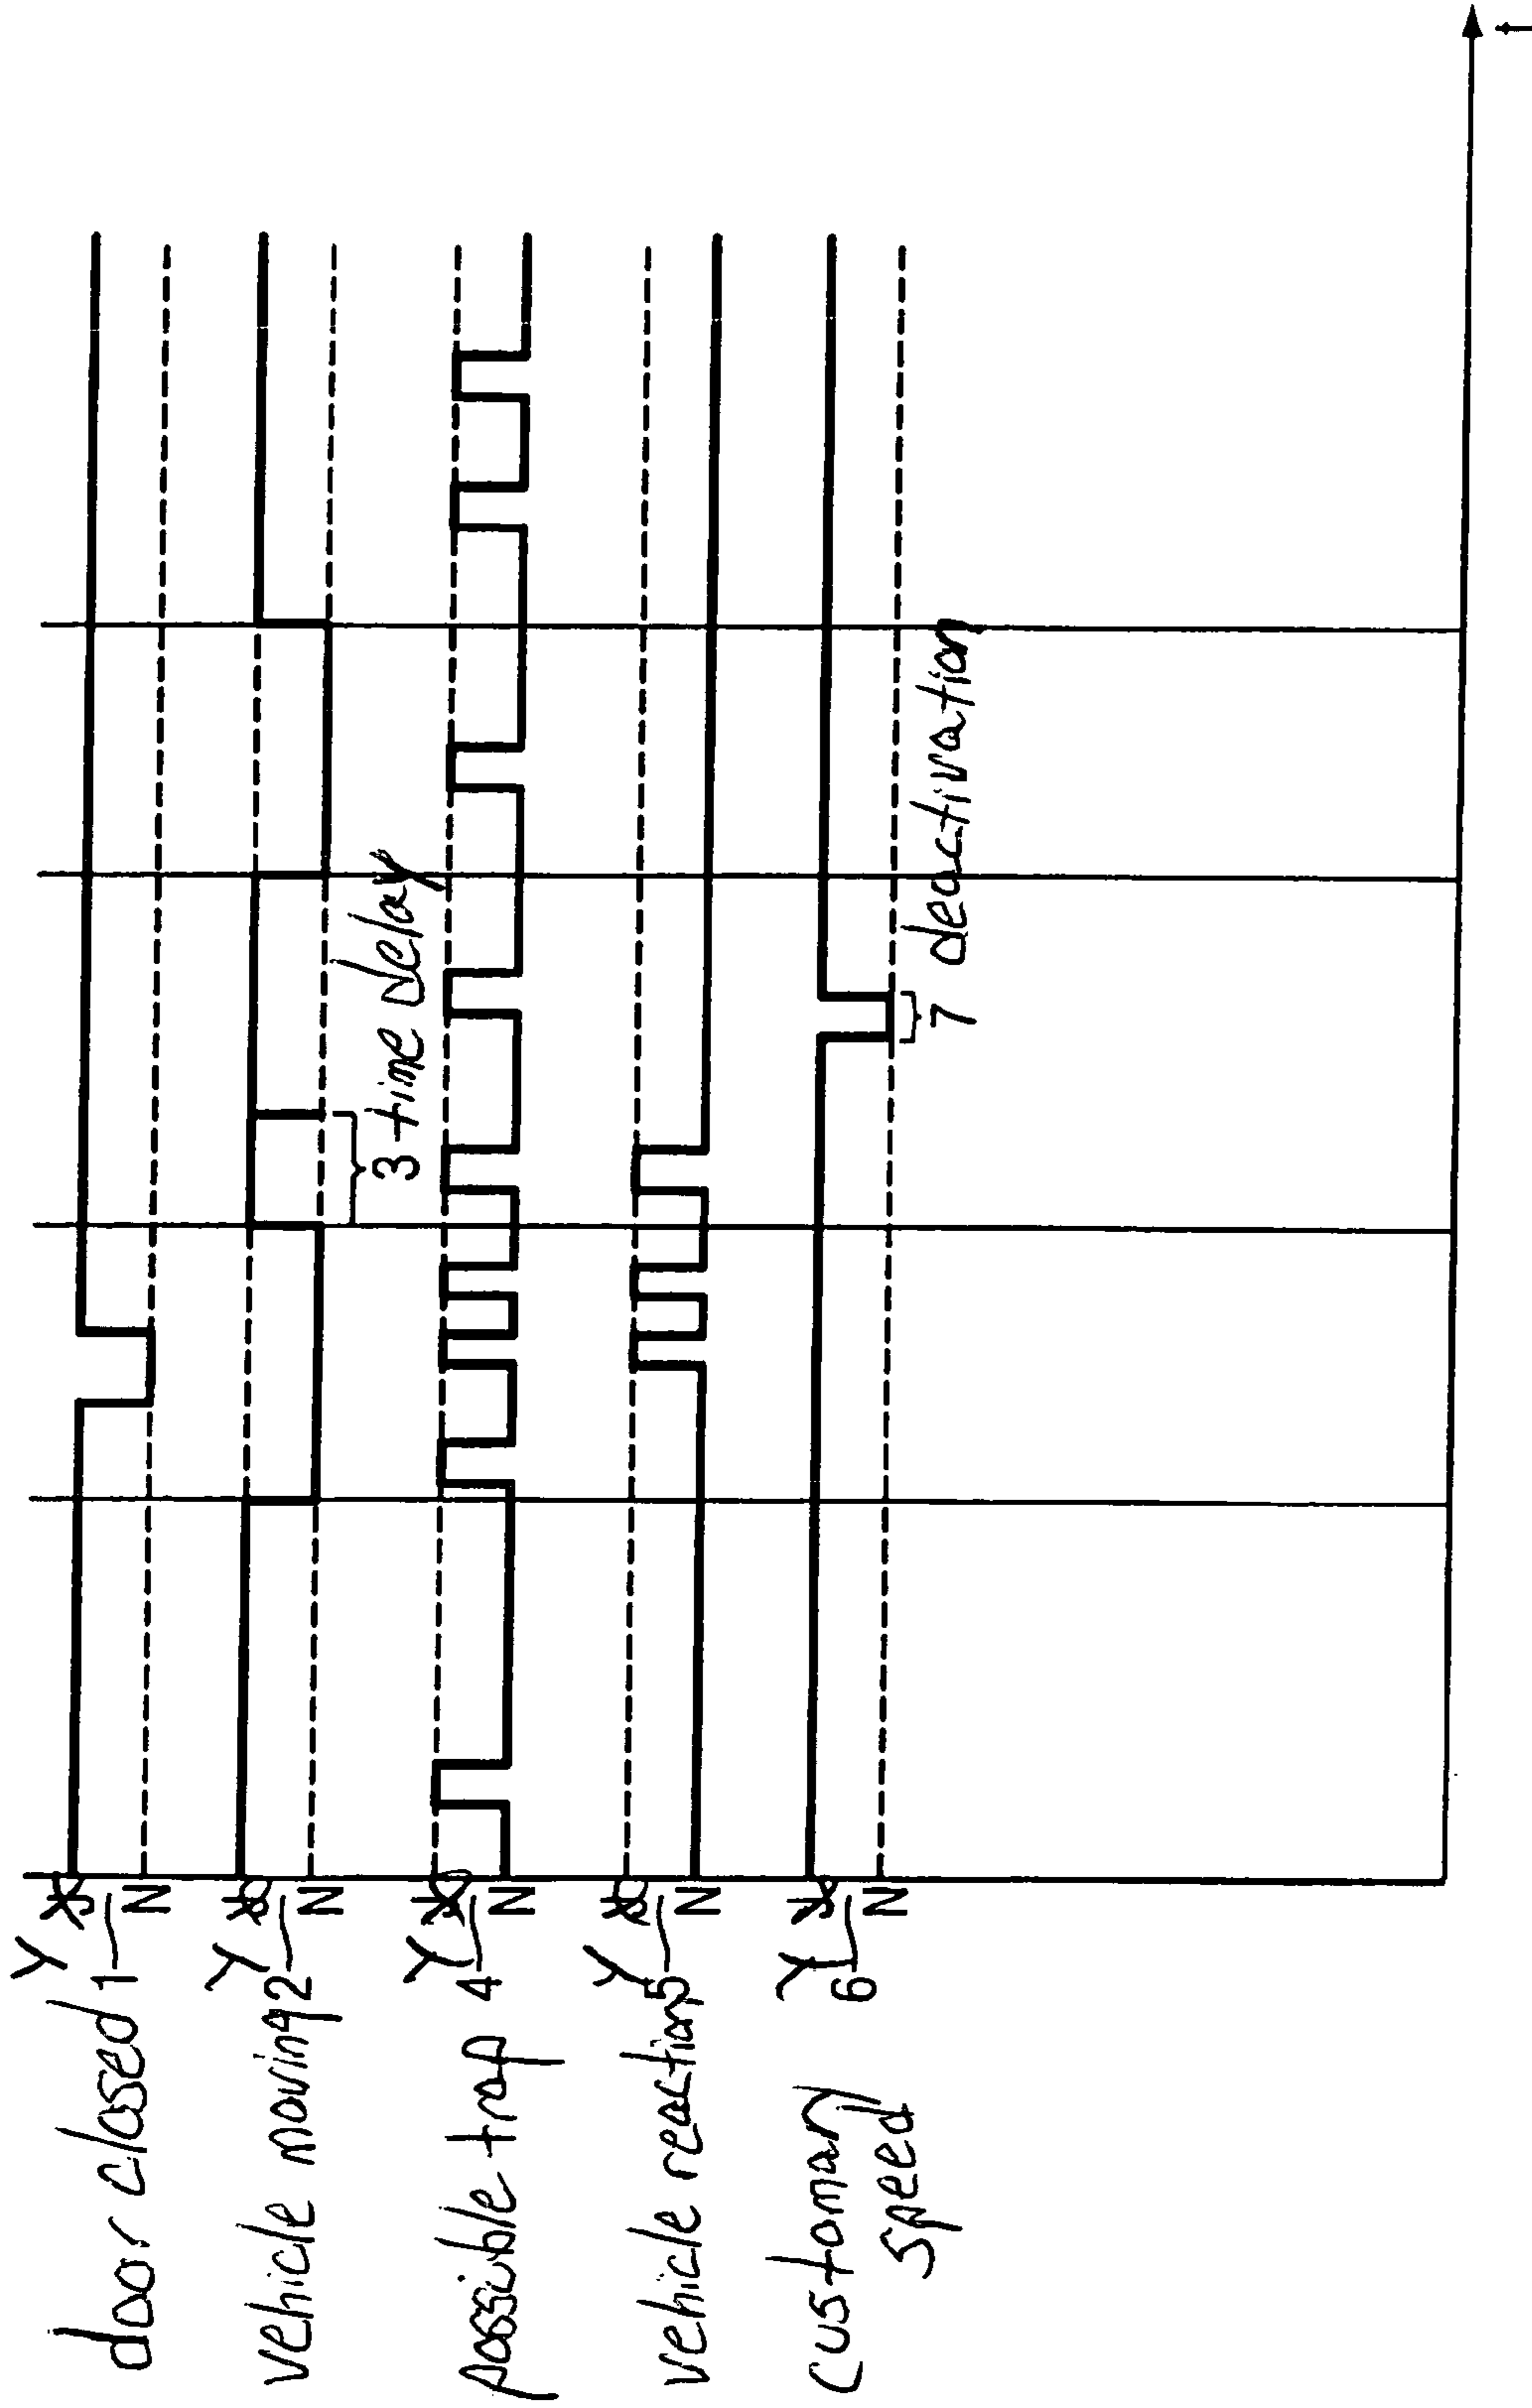 door closed 1 Y N
vehicle moving 2 Y N
3 time delay
possible trap 4 Y N
vehicle reaction 5 Y N
customary speed 6 Y N
7 deactivation
t